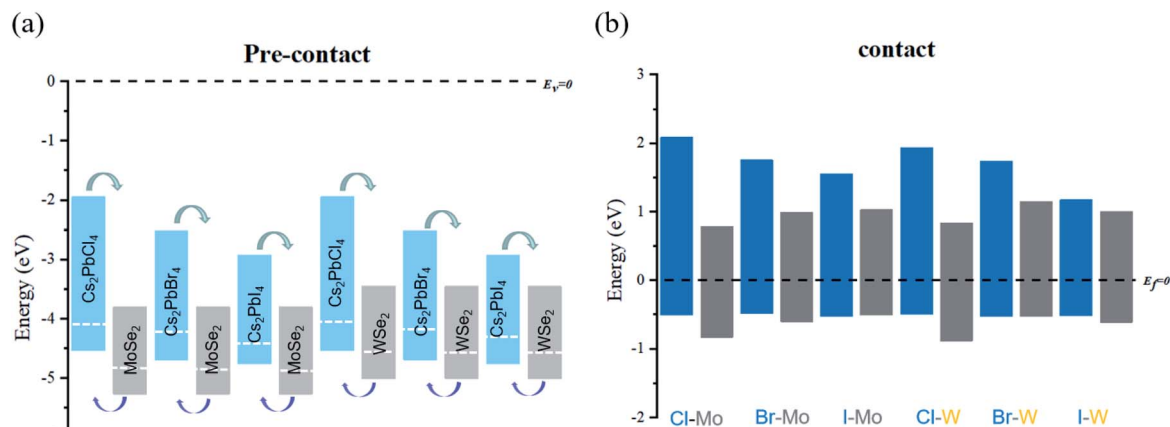 (a)
Pre-contact
Energy (eV)
0
-1
-2
-3
-4
-5
E_v=0
Cs₂PbCl₄
MoSe₂
Cs₂PbBr₄
MoSe₂
Cs₂PbI₄
MoSe₂
Cs₂PbCl₄
WSe₂
Cs₂PbBr₄
WSe₂
Cs₂PbI₄
WSe₂
(b)
contact
Energy (eV)
3
2
1
0
-1
-2
E_f=0
Cl-Mo
Br-Mo
I-Mo
Cl-W
Br-W
I-W